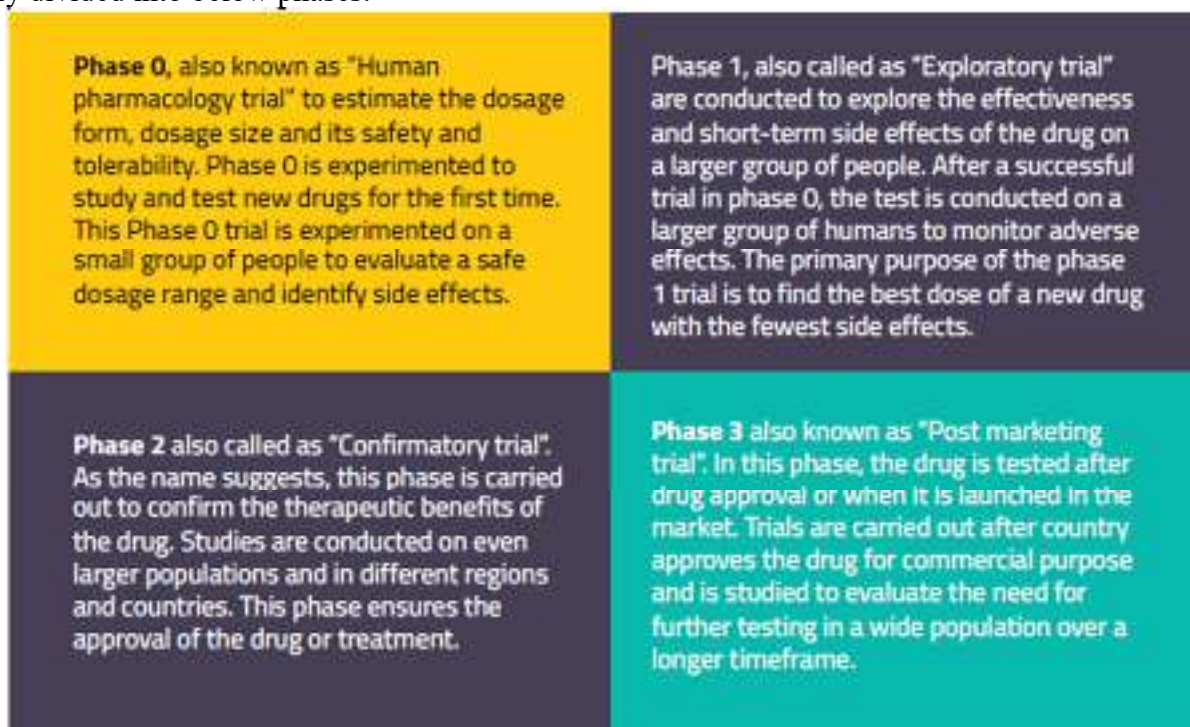 divided into below phases.
Phase 0, also known as "Human
pharmacology trial" to estimate the dosage
form, dosage size and its safety and
tolerability. Phase 0 is experimented to
study and test new drugs for the first time.
This Phase 0 trial is experimented on a
small group of people to evaluate a safe
dosage range and identify side effects.
Phase 1, also called as "Exploratory trial"
are conducted to explore the effectiveness
and short-term side effects of the drug on
a larger group of people. After a successful
trial in phase 0, the test is conducted on a
larger group of humans to monitor adverse
effects. The primary purpose of the phase
1 trial is to find the best dose of a new drug
with the fewest side effects.
Phase 2 also called as "Confirmatory trial".
As the name suggests, this phase is carried
out to confirm the therapeutic benefits of
the drug. Studies are conducted on even
larger populations and in different regions
and countries. This phase ensures the
approval of the drug or treatment.
Phase 3 also known as "Post marketing
trial". In this phase, the drug is tested after
drug approval or when it is launched in the
market. Trials are carried out after country
approves the drug for commercial purpose
and is studied to evaluate the need for
further testing in a wide population over a
longer timeframe.